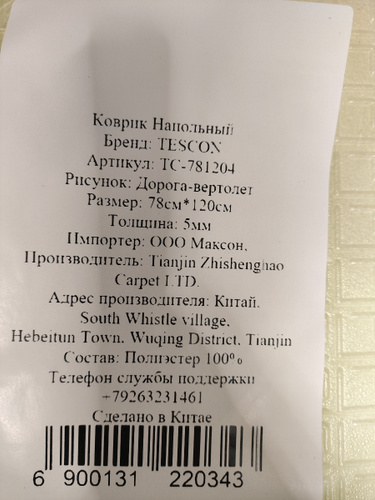 Коврик Напольный
Бренд: TESCON
Артикул: TC-781204
Рисунок: Дорога-вертолет
Размер: 78см*120см
Толщина: 5мм
Импортер: ООО Максон,
Производитель: Tianjin Zhishenghao
Carpet LTD.
Адрес производителя: Китай,
South Whistle village,
Hebeitun Town, Wuqing District, Tianjin
Состав: Полиэстер 100%
Телефон службы поддержки
+79263231461
Сделано в Китае
6 900131 220343